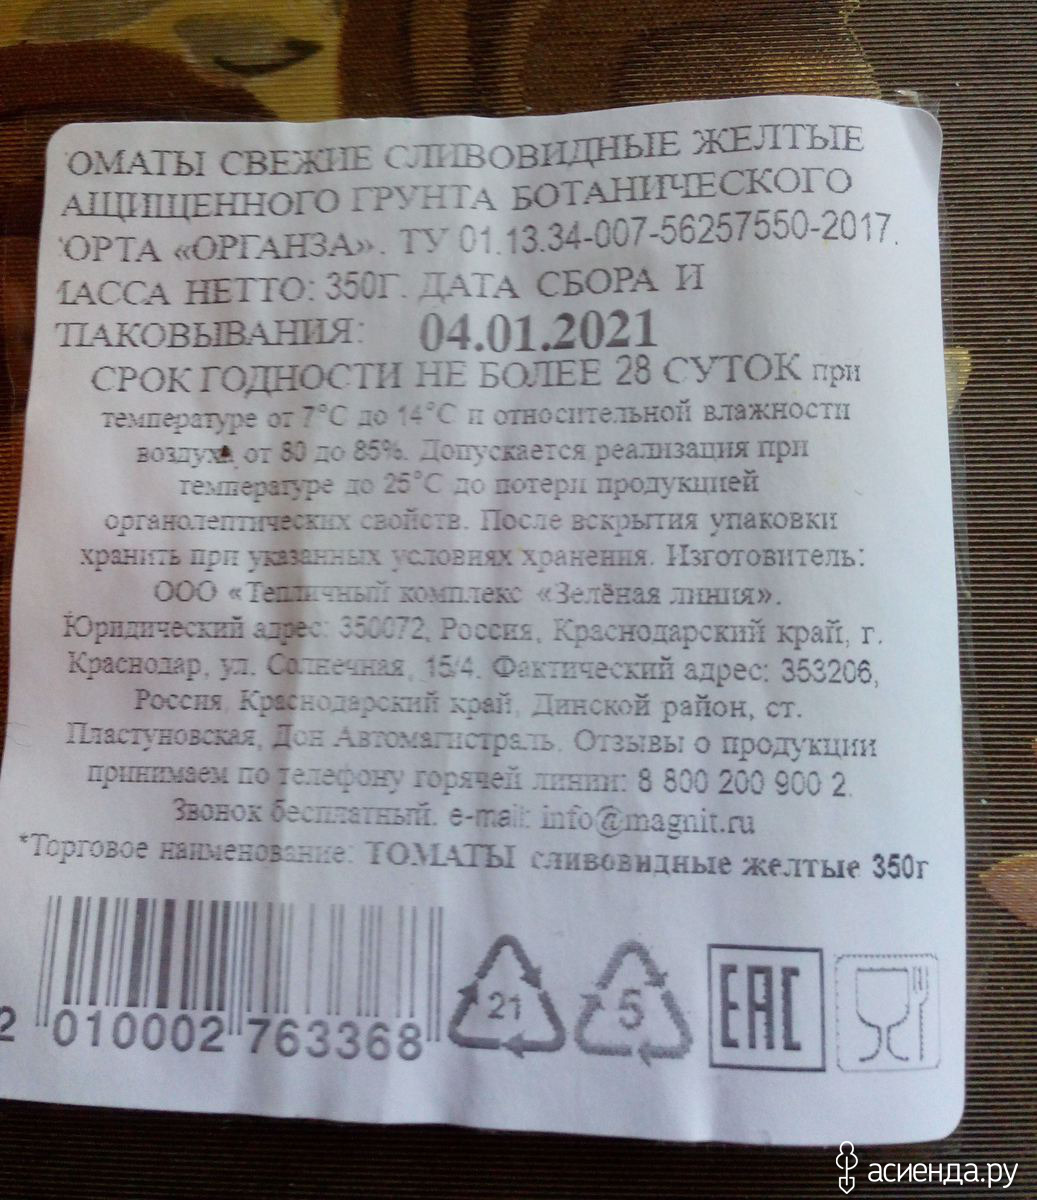 ОМАТЫ СВЕЖИЕ СЛИВОВИДНЫЕ ЖЕЛТЫЕ
АЩИЩЕННОГО ГРУНТА БОТАНИЧЕСКОГО
ОРТА «ОРГАНЗА». ТУ 01.13.34-007-56257550-2017.
МАССА НЕТТО: 350Г. ДАТА СБОРА И
ПАКОВЫВАНИЯ: 04.01.2021
СРОК ГОДНОСТИ НЕ БОЛЕЕ 28 СУТОК при
температуре от 7°С до 14°С и относительной влажности
воздуха от 80 до 85%. Допускается реализация при
температуре до 25°С до потери продукцией
органолептических свойств. После вскрытия упаковки
хранить при указанных условиях хранения. Изготовитель:
ООО «Тепличный комплекс «Зелёная линия».
Юридический адрес: 350072, Россия, Краснодарский край, г.
Краснодар, ул. Солнечная, 15/4. Фактический адрес: 353206,
Россия, Краснодарский край, Динской район, ст.
Пластуновская, Дон Автомагистраль. Отзывы о продукции
принимаем по телефону горячей линии: 8 800 200 900 2.
Звонок бесплатный. e-mail: info@magnit.ru
*Торговое наименование: ТОМАТЫ сливовидные желтые 350г
2 010002 763368
21
5
EAC
асиенда.ру